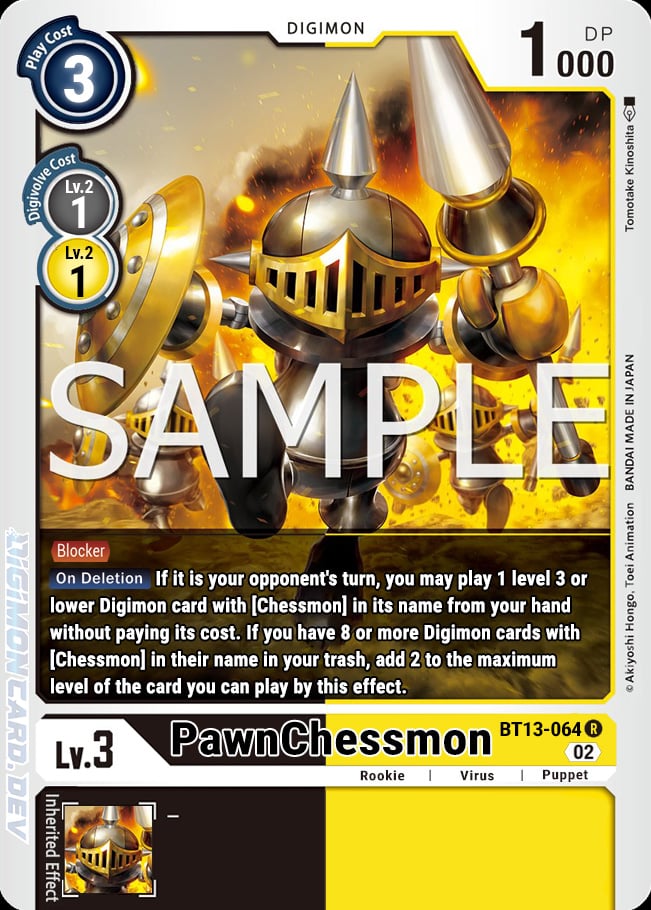 DIGIMON
Play Cost
3
1000
DP
Digivolve Cost
Lv.2
1
Lv.2
1
Tomotake Kinoshita
SAMPLE
BANDAI MADE IN JAPAN
© Akiyoshi Hongo, Toei Animation
Blocker
On Deletion If it is your opponent's turn, you may play 1 level 3 or
lower Digimon card with [Chessmon] in its name from your hand
without paying its cost. If you have 8 or more Digimon cards with
[Chessmon] in their name in your trash, add 2 to the maximum
level of the card you can play by this effect.
DIGIMONCARD.DEV
Lv.3
PawnChessmon
BT13-064 R
02
Rookie | Virus | Puppet
Inherited Effect
–